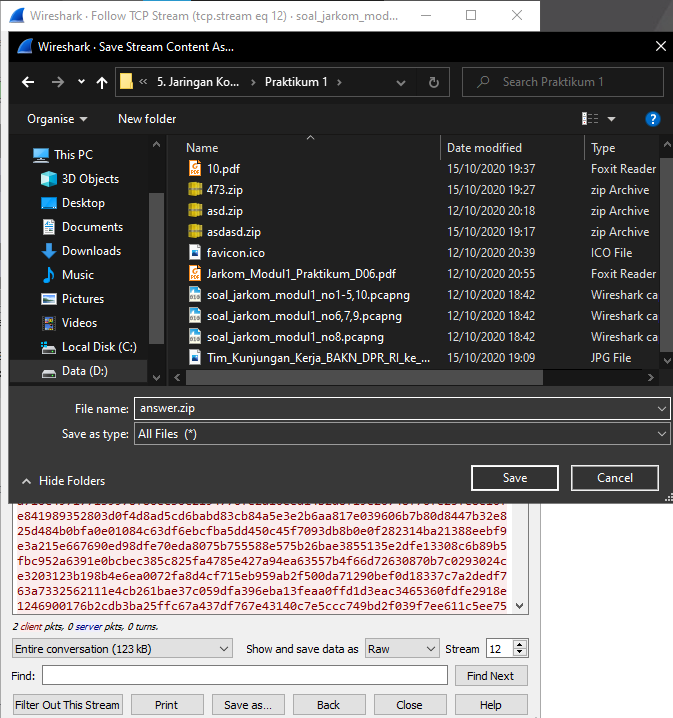 Wireshark · Follow TCP Stream (tcp.stream eq 12) · soal_jarkom_mod...
Wireshark · Save Stream Content As...
« 5. Jaringan Ko... › Praktikum 1 ›
Search Praktikum 1
Organise
New folder
This PC
3D Objects
Desktop
Documents
Downloads
Music
Pictures
Videos
Local Disk (C:)
Data (D:)
Name Date modified Type
10.pdf 15/10/2020 19:37 Foxit Reader
473.zip 15/10/2020 19:27 zip Archive
asd.zip 12/10/2020 20:18 zip Archive
asdasd.zip 15/10/2020 19:17 zip Archive
favicon.ico 12/10/2020 20:39 ICO File
Jarkom_Modul1_Praktikum_D06.pdf 12/10/2020 20:55 Foxit Reader
soal_jarkom_modul1_no1-5,10.pcapng 12/10/2020 18:42 Wireshark ca
soal_jarkom_modul1_no6,7,9.pcapng 12/10/2020 18:42 Wireshark ca
soal_jarkom_modul1_no8.pcapng 12/10/2020 18:42 Wireshark ca
Tim_Kunjungan_Kerja_BAKN_DPR_RI_ke_... 15/10/2020 19:09 JPG File
File name: answer.zip
Save as type: All Files (*)
Hide Folders
Save
Cancel
e841989352803d0f4d8ad5cd6babd83cb84a5e3e2b6aa817e039606b7b80d8447b32e8
25d484b0bfa0e01084c63df6ebcfba5dd450c45f7093db8b0e0f282314ba21388eebf9
e3a215e667690ed98dfe70eda8075b755588e575b26bae3855135e2dfe13308c6b89b5
fbc952a6391e0bcbec385c825fa4785e427a94ea63557b4f66d72630870b7c0293024c
e3203123b198b4e6ea0072fa8d4cf715eb959ab2f500da71290bef0d18337c7a2dedf7
63a7332562111e4cb261bae37c059dfa396eba13feaa0ffd1d3eac3465360fdfe2918e
1246900176b2cdb3ba25ffc67a437df767e43140c7e5ccc749bd2f039f7ee611c5ee75
2 client pkts, 0 server pkts, 0 turns.
Entire conversation (123 kB)
Show and save data as Raw
Stream 12
Find:
Find Next
Filter Out This Stream
Print
Save as...
Back
Close
Help